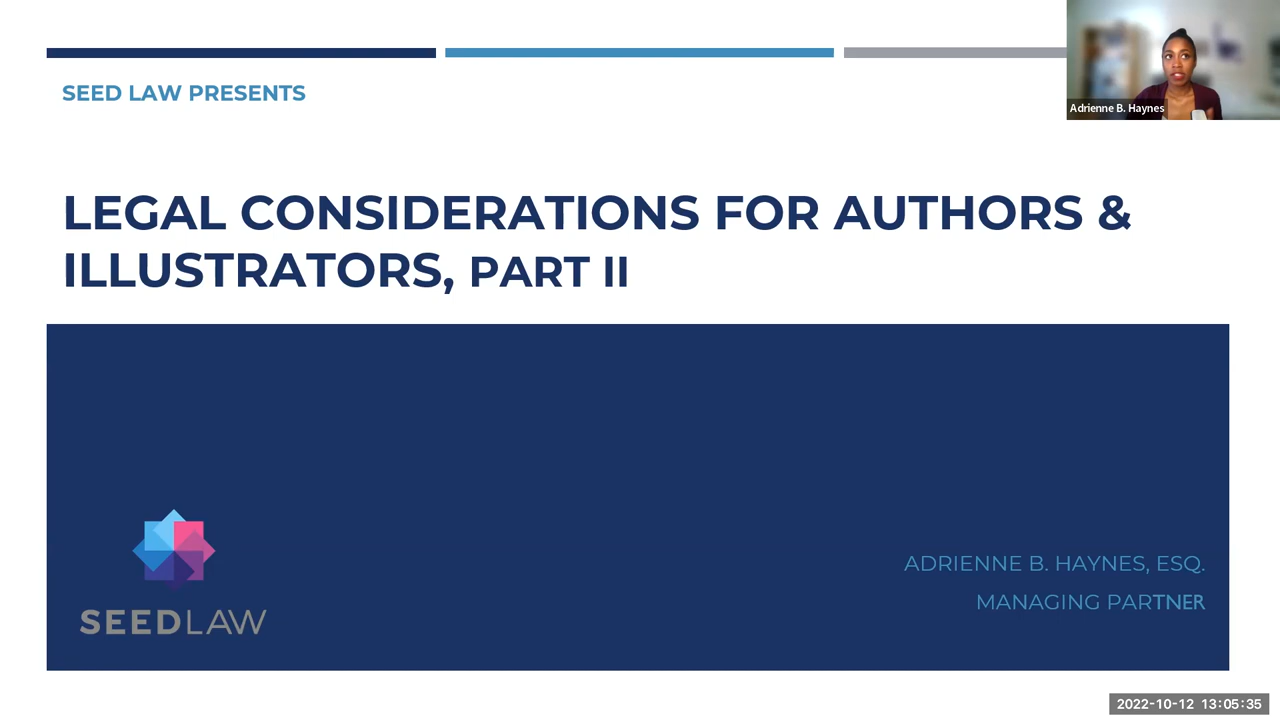 SEED LAW PRESENTS
Adrienne B. Haynes
LEGAL CONSIDERATIONS FOR AUTHORS &
ILLUSTRATORS, PART II
SEEDLAW
ADRIENNE B. HAYNES, ESQ.
MANAGING PARTNER
2022-10-12 13:05:35